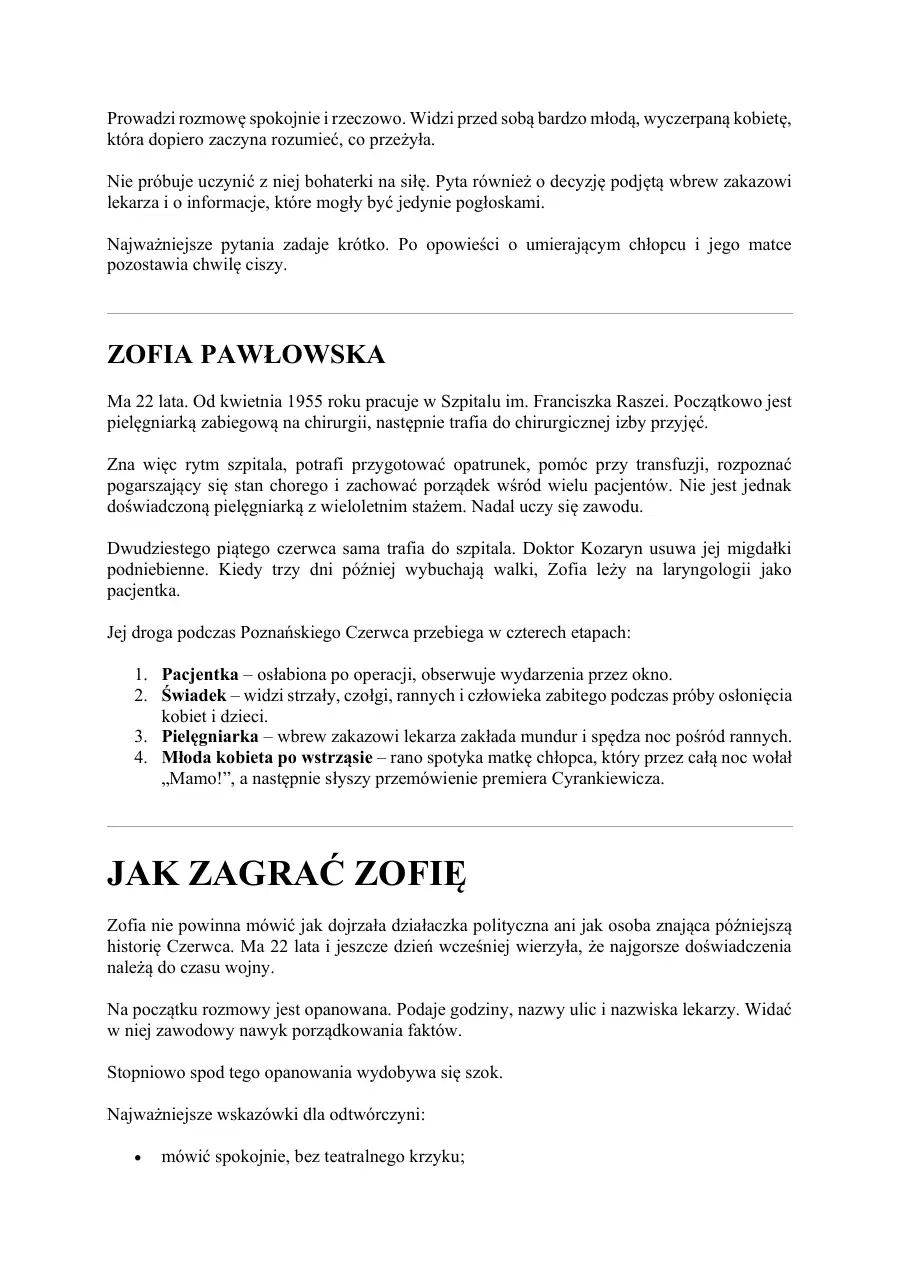 Prowadzi rozmowę spokojnie i rzeczowo. Widzi przed sobą bardzo młodą, wyczerpaną kobietę,
która dopiero zaczyna rozumieć, co przeżyła.
Nie próbuje uczynić z niej bohaterki na siłę. Pyta również o decyzję podjętą wbrew zakazowi
lekarza i o informacje, które mogły być jedynie pogłoskami.
Najważniejsze pytania zadaje krótko. Po opowieści o umierającym chłopcu i jego matce
pozostawia chwilę ciszy.
ZOFIA PAWŁOWSKA
Ma 22 lata. Od kwietnia 1955 roku pracuje w Szpitalu im. Franciszka Raszei. Początkowo jest
pielęgniarką zabiegową na chirurgii, następnie trafia do chirurgicznej izby przyjęć.
Zna więc rytm szpitala, potrafi przygotować opatrunek, pomóc przy transfuzji, rozpoznać
pogarszający się stan chorego i zachować porządek wśród wielu pacjentów. Nie jest jednak
doświadczoną pielęgniarką z wieloletnim stażem. Nadal uczy się zawodu.
Dwudziestego piątego czerwca sama trafia do szpitala. Doktor Kozaryn usuwa jej migdałki
podniebienne. Kiedy trzy dni później wybuchają walki, Zofia leży na laryngologii jako
pacjentka.
Jej droga podczas Poznańskiego Czerwca przebiega w czterech etapach:
1. Pacjentka – osłabiona po operacji, obserwuje wydarzenia przez okno.
2. Świadek – widzi strzały, czołgi, rannych i człowieka zabitego podczas próby osłonięcia
kobiet i dzieci.
3. Pielęgniarka – wbrew zakazowi lekarza zakłada mundur i spędza noc pośród rannych.
4. Młoda kobieta po wstrząsie – rano spotyka matkę chłopca, który przez całą noc wołał
„Mamo!”, a następnie słyszy przemówienie premiera Cyrankiewicza.
JAK ZAGRAĆ ZOFIĘ
Zofia nie powinna mówić jak dojrzała działaczka polityczna ani jak osoba znająca późniejszą
historię Czerwca. Ma 22 lata i jeszcze dzień wcześniej wierzyła, że najgorsze doświadczenia
należą do czasu wojny.
Na początku rozmowy jest opanowana. Podaje godziny, nazwy ulic i nazwiska lekarzy. Widać
w niej zawodowy nawyk porządkowania faktów.
Stopniowo spod tego opanowania wydobywa się szok.
Najważniejsze wskazówki dla odtwórczyni:
• mówić spokojnie, bez teatralnego krzyku;